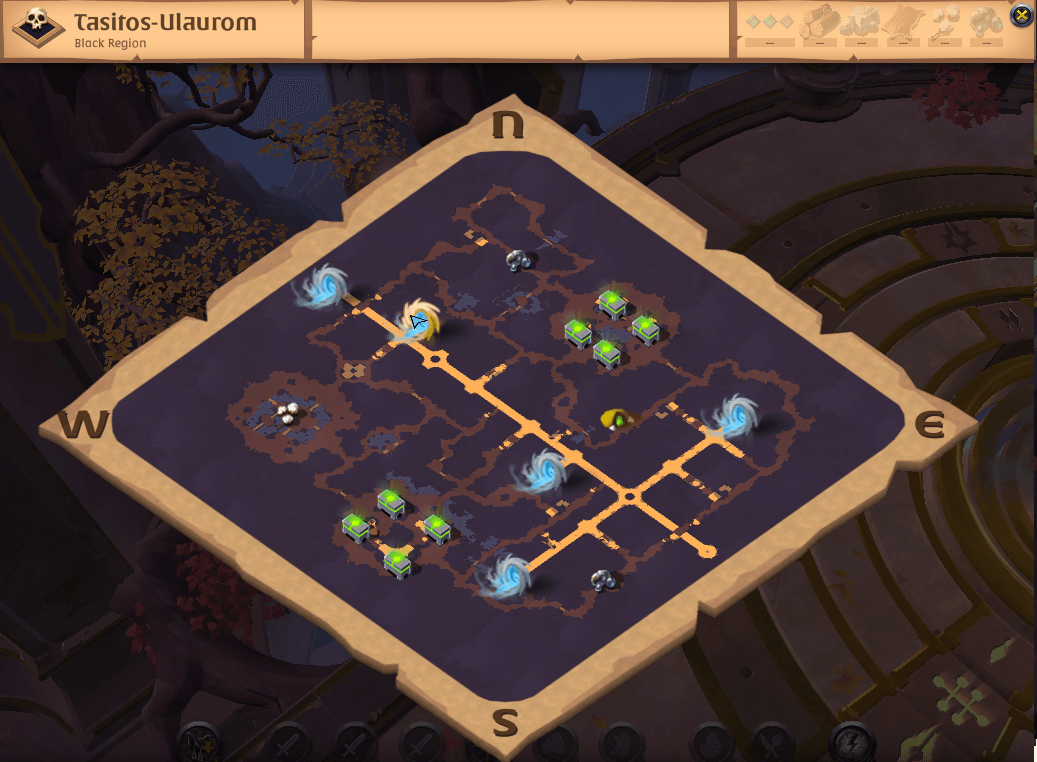 Tasitos-Ulaurom
Black Region
--- --- --- --- --- ---
N
W
E
S